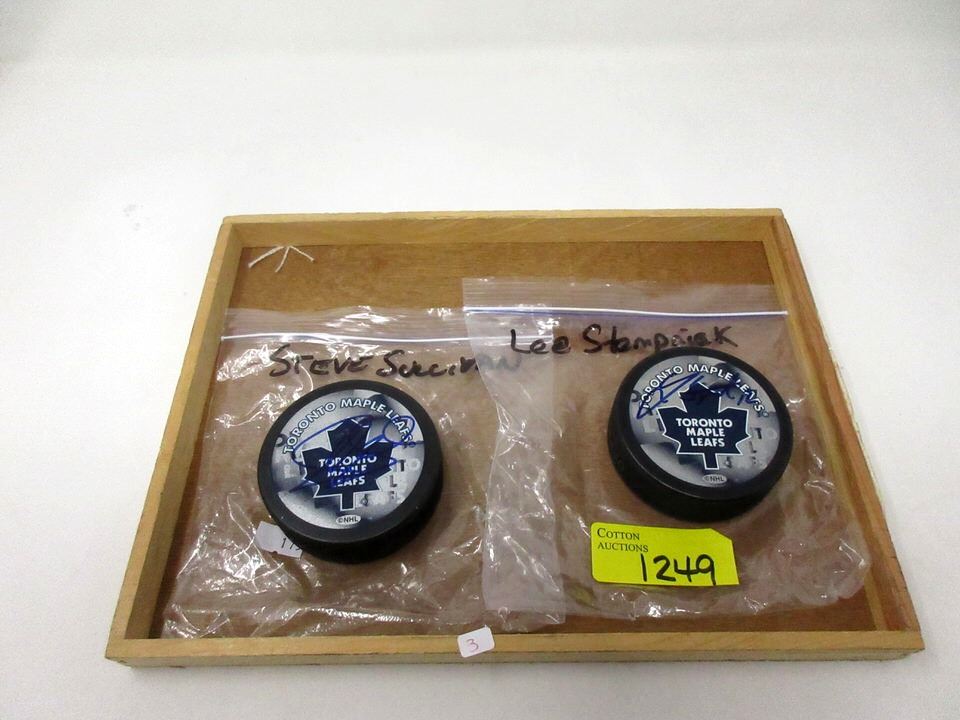 STEVE SULLIVAN
Lee Stempniak
TORONTO MAPLE LEAFS
TORONTO
MAPLE
LEAFS
©NHL
TORONTO MAPLE LEAFS
TORONTO
MAPLE
LEAFS
©NHL
COTTON
AUCTIONS
1249
3